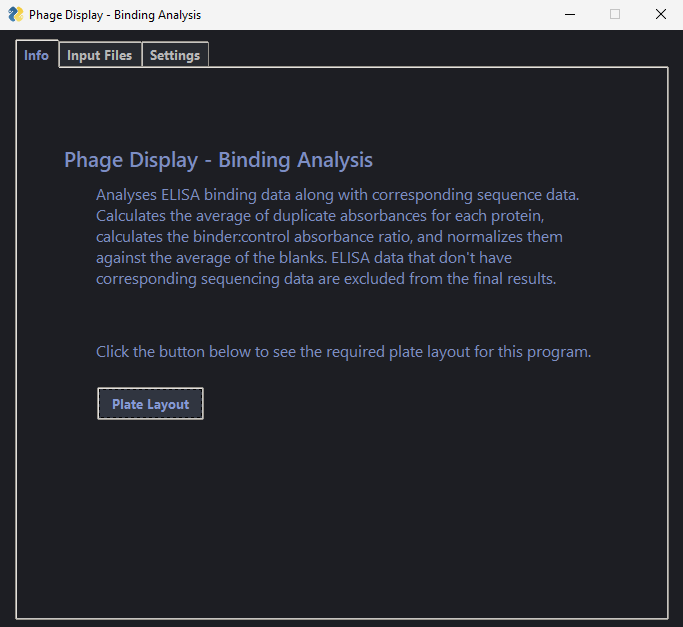 Phage Display - Binding Analysis
Info Input Files Settings
Phage Display - Binding Analysis
Analyses ELISA binding data along with corresponding sequence data.
Calculates the average of duplicate absorbances for each protein,
calculates the binder:control absorbance ratio, and normalizes them
against the average of the blanks. ELISA data that don't have
corresponding sequencing data are excluded from the final results.
Click the button below to see the required plate layout for this program.
Plate Layout